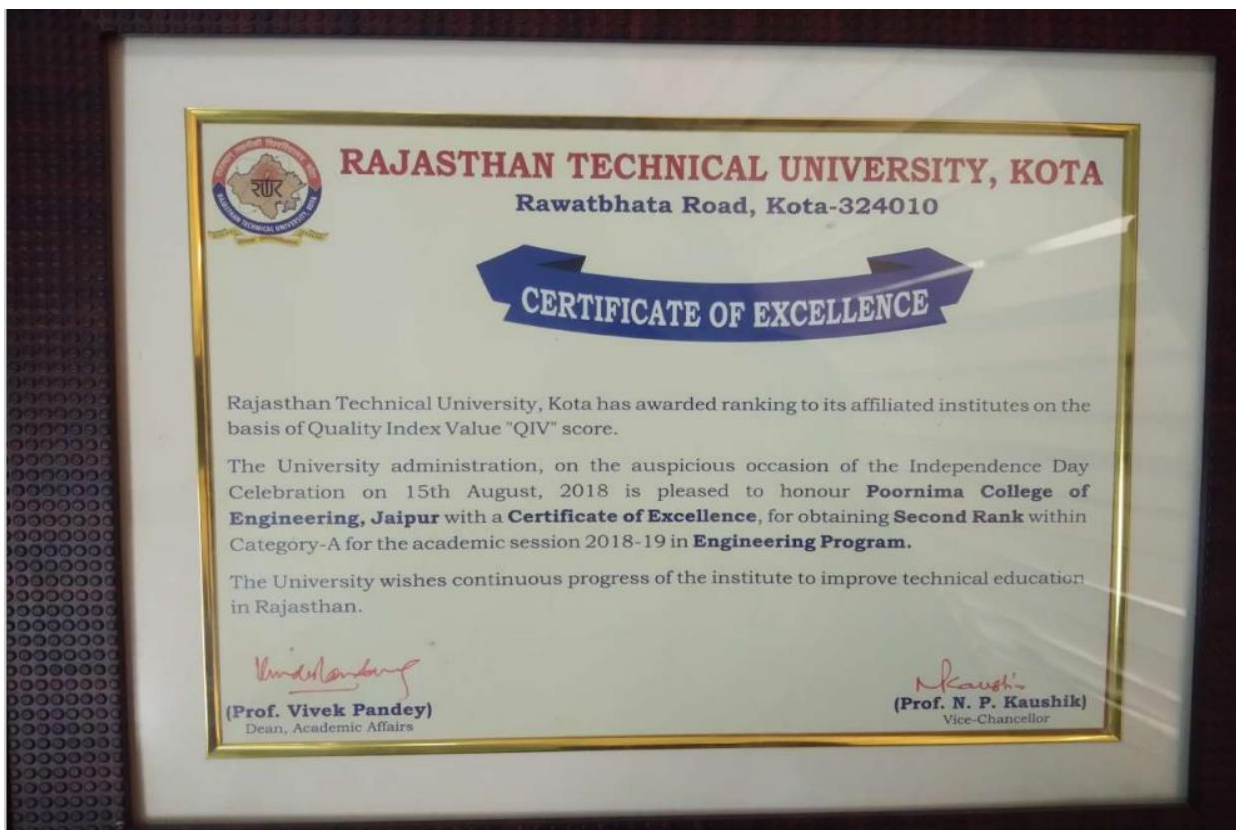 RAJASTHAN TECHNICAL UNIVERSITY, KOTA
Rawatbhata Road, Kota-324010
CERTIFICATE OF EXCELLENCE
Rajasthan Technical University, Kota has awarded ranking to its affiliated institutes on the
basis of Quality Index Value "QIV" score.
The University administration, on the auspicious occasion of the Independence Day
Celebration on 15th August, 2018 is pleased to honour Poornima College of
Engineering, Jaipur with a Certificate of Excellence, for obtaining Second Rank within
Category-A for the academic session 2018-19 in Engineering Program.
The University wishes continuous progress of the institute to improve technical education
in Rajasthan.
(Prof. Vivek Pandey)
Dean, Academic Affairs
(Prof. N. P. Kaushik)
Vice-Chancellor